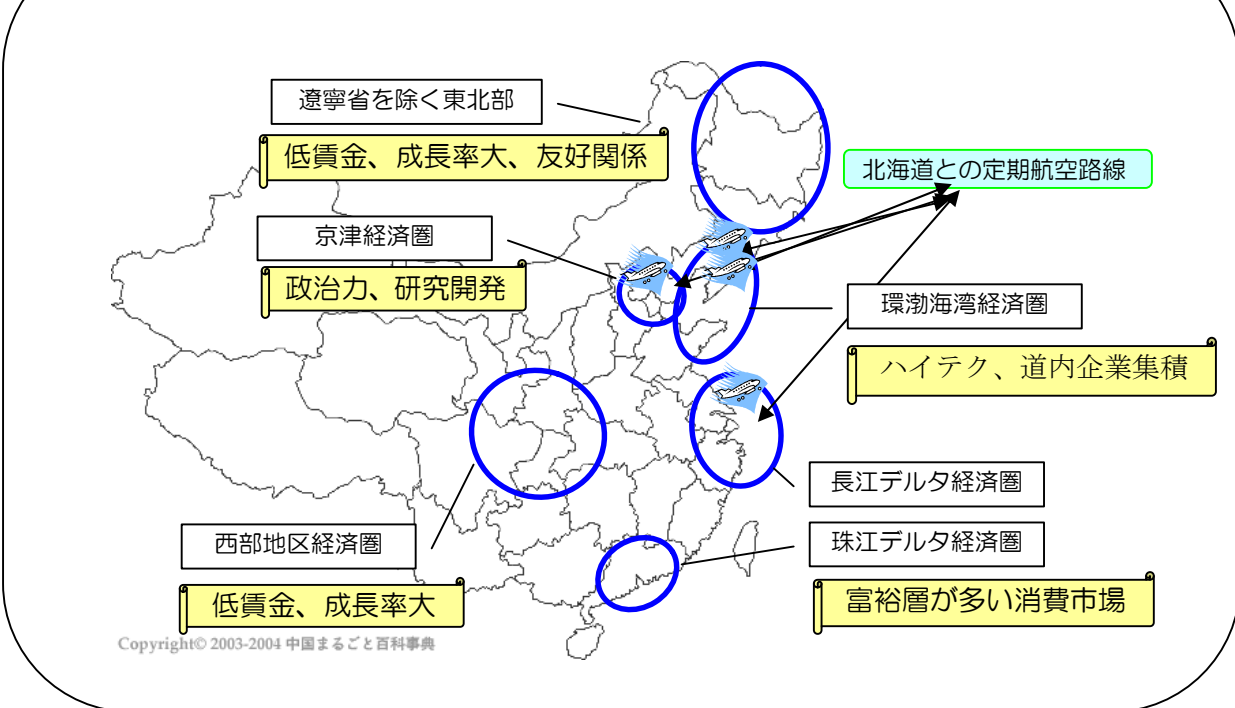 遼寧省を除く東北部
低賃金、成長率大、友好関係
北海道との定期航空路線
京津経済圏
政治力、研究開発
環渤海湾経済圏
ハイテク、道内企業集積
長江デルタ経済圏
西部地区経済圏
珠江デルタ経済圏
低賃金、成長率大
富裕層が多い消費市場
Copyright© 2003-2004 中国まるごと百科事典